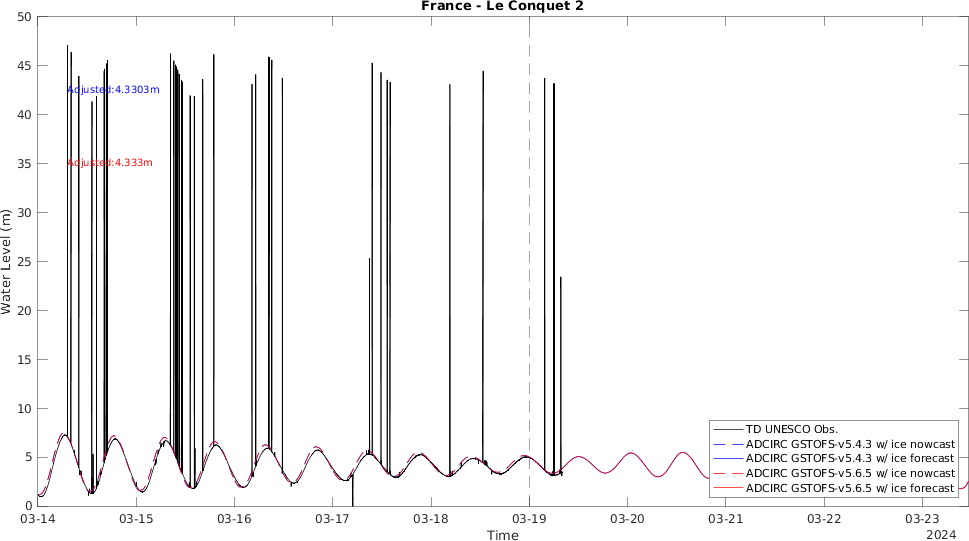 France - Le Conquet 2
50
45
40
35
30
25
20
15
10
5
0
Water Level (m)
Adjusted:4.3303m
Adjusted:4.333m
TD UNESCO Obs.
ADCIRC GSTOFS-v5.4.3 w/ ice nowcast
ADCIRC GSTOFS-v5.4.3 w/ ice forecast
ADCIRC GSTOFS-v5.6.5 w/ ice nowcast
ADCIRC GSTOFS-v5.6.5 w/ ice forecast
03-14 03-15 03-16 03-17 03-18 03-19 03-20 03-21 03-22 03-23
2024
Time